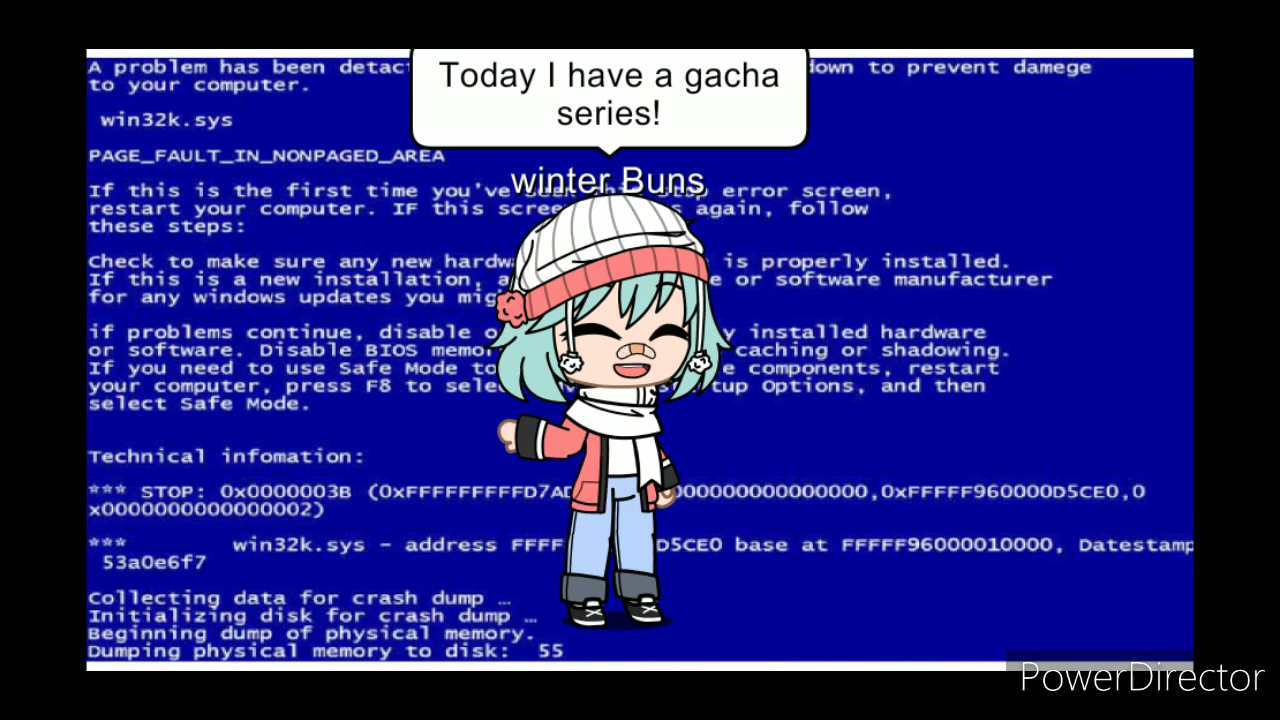 Today I have a gacha
series!
winter Buns
A problem has been detac down to prevent damege
to your computer.
win32k.sys
PAGE_FAULT_IN_NONPAGED_AREA
If this is the first time you've error screen,
restart your computer. IF this scree again, follow
these steps:
Check to make sure any new hardw is properly installed.
If this is a new installation, a or software manufacturer
for any windows updates you mig
if problems continue, disable o y installed hardware
or software. Disable BIOS memor caching or shadowing.
If you need to use Safe Mode to e components, restart
your computer, press F8 to sele tup Options, and then
select Safe Mode.
Technical infomation:
*** STOP: 0x0000003B (0xFFFFFFFFFD7AD 000000000000000,0xFFFFF960000D5CE0,0
x0000000000000002)
*** win32k.sys – address FFFF D5CE0 base at FFFFF96000010000, Datestamp
53a0e6f7
Collecting data for crash dump …
Initializing disk for crash dump …
Beginning dump of physical memory.
Dumping physical memory to disk: 55
PowerDirector